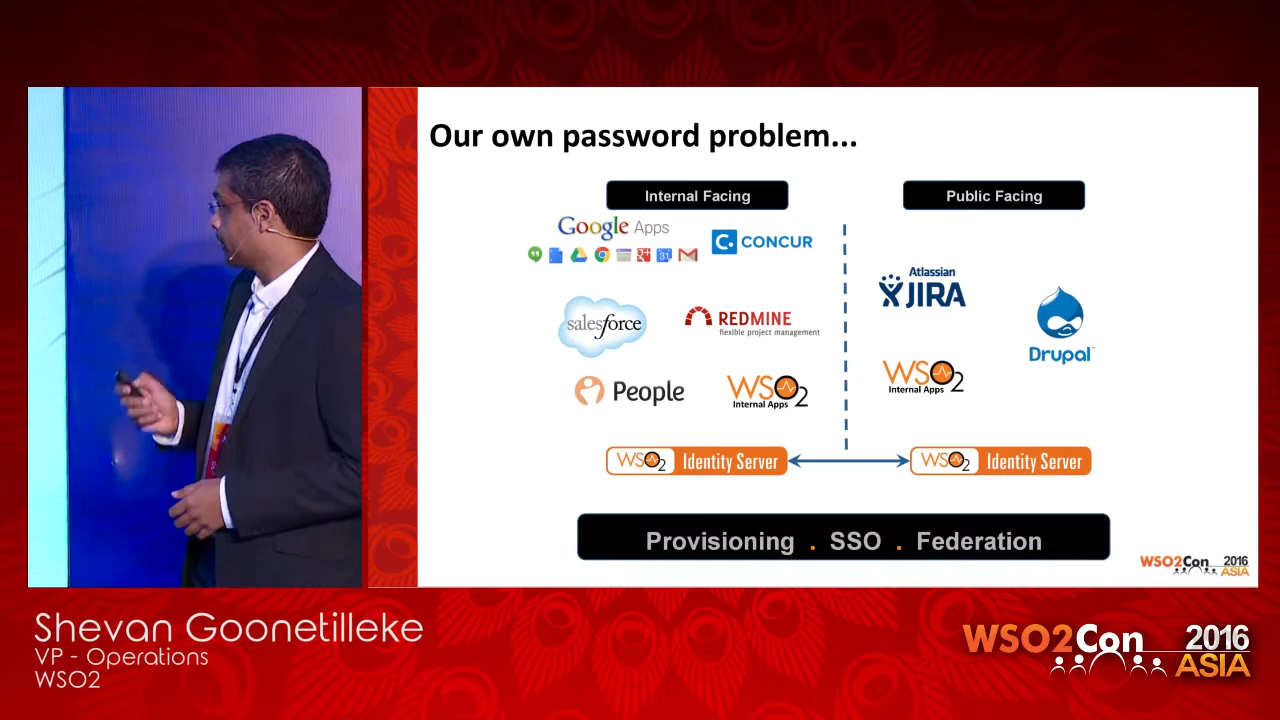 Our own password problem...
Internal Facing
Public Facing
Google Apps
31
C. CONCUR
salesforce
REDMINE
flexible project management
People
WSO2
Internal Apps
Atlassian
JIRA
Drupal™
WSO2
Internal Apps
WSO2 Identity Server
WSO2 Identity Server
Provisioning . SSO . Federation
WSO2Con 2016
ASIA
Shevan Goonetilleke
VP - Operations
WSO2
WSO2Con 2016
ASIA